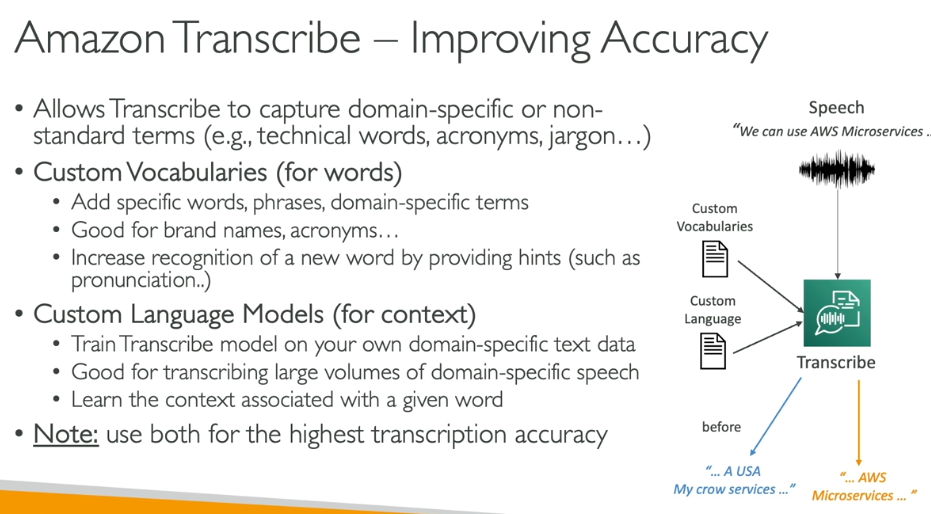 Amazon Transcribe – Improving Accuracy
• Allows Transcribe to capture domain-specific or non-
standard terms (e.g., technical words, acronyms, jargon…)
• Custom Vocabularies (for words)
• Add specific words, phrases, domain-specific terms
• Good for brand names, acronyms…
• Increase recognition of a new word by providing hints (such as
pronunciation..)
• Custom Language Models (for context)
• Train Transcribe model on your own domain-specific text data
• Good for transcribing large volumes of domain-specific speech
• Learn the context associated with a given word
• Note: use both for the highest transcription accuracy
Speech
“We can use AWS Microservices ..
Custom
Vocabularies
Custom
Language
Transcribe
before
“... A USA
My crow services ...”
“... AWS
Microservices ... ”